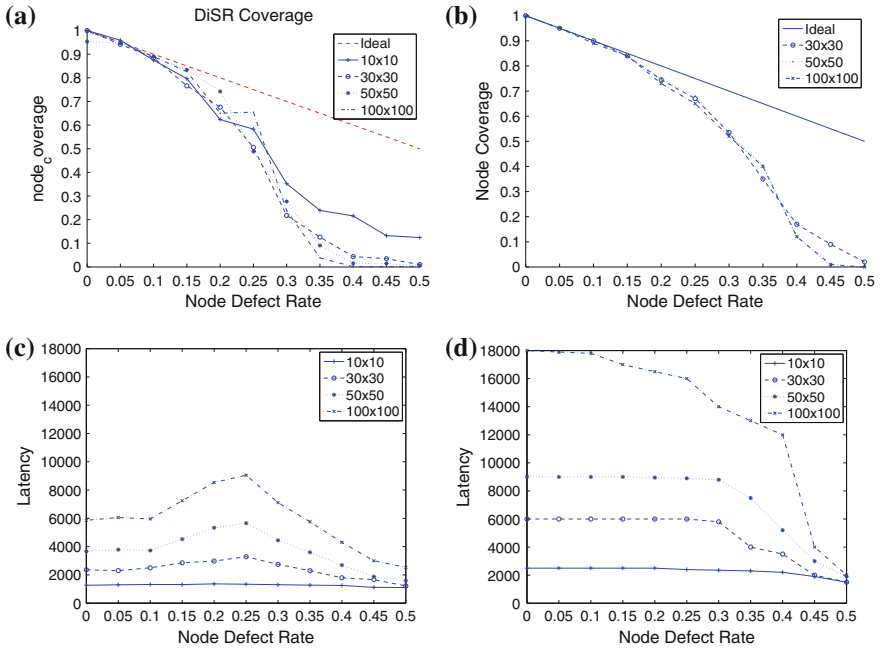 (a)
DiSR Coverage
1
0.9
0.8
0.7
0.6
0.5
0.4
0.3
0.2
0.1
0
node_coverage
Ideal
10x10
30x30
50x50
100x100
0 0.05 0.1 0.15 0.2 0.25 0.3 0.35 0.4 0.45 0.5
Node Defect Rate
(b)
1
0.9
0.8
0.7
0.6
0.5
0.4
0.3
0.2
0.1
0
Node Coverage
Ideal
30x30
50x50
100x100
0 0.05 0.1 0.15 0.2 0.25 0.3 0.35 0.4 0.45 0.5
Node Defect Rate
(c)
18000
16000
14000
12000
10000
8000
6000
4000
2000
0
Latency
10x10
30x30
50x50
100x100
0 0.05 0.1 0.15 0.2 0.25 0.3 0.35 0.4 0.45 0.5
Node Defect Rate
(d)
18000
16000
14000
12000
10000
8000
6000
4000
2000
0
Latency
10x10
30x30
50x50
100x100
0 0.05 0.1 0.15 0.2 0.25 0.3 0.35 0.4 0.45 0.5
Node Defect Rate